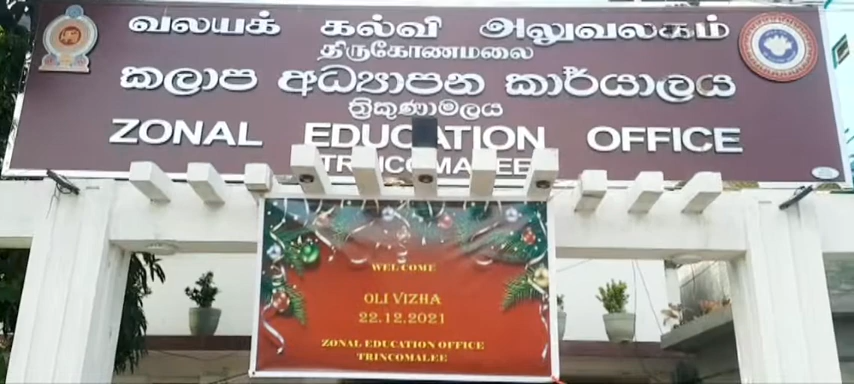 வலயக் கல்வி அலுவலகம்
திருகோணமலை
කලාප අධ්‍යාපන කාර්යාලය
ත්‍රිකුණාමලය
ZONAL EDUCATION OFFICE
TRINCOMALEE
WELCOME
OLI VIZHA
22.12.2021
ZONAL EDUCATION OFFICE
TRINCOMALEE